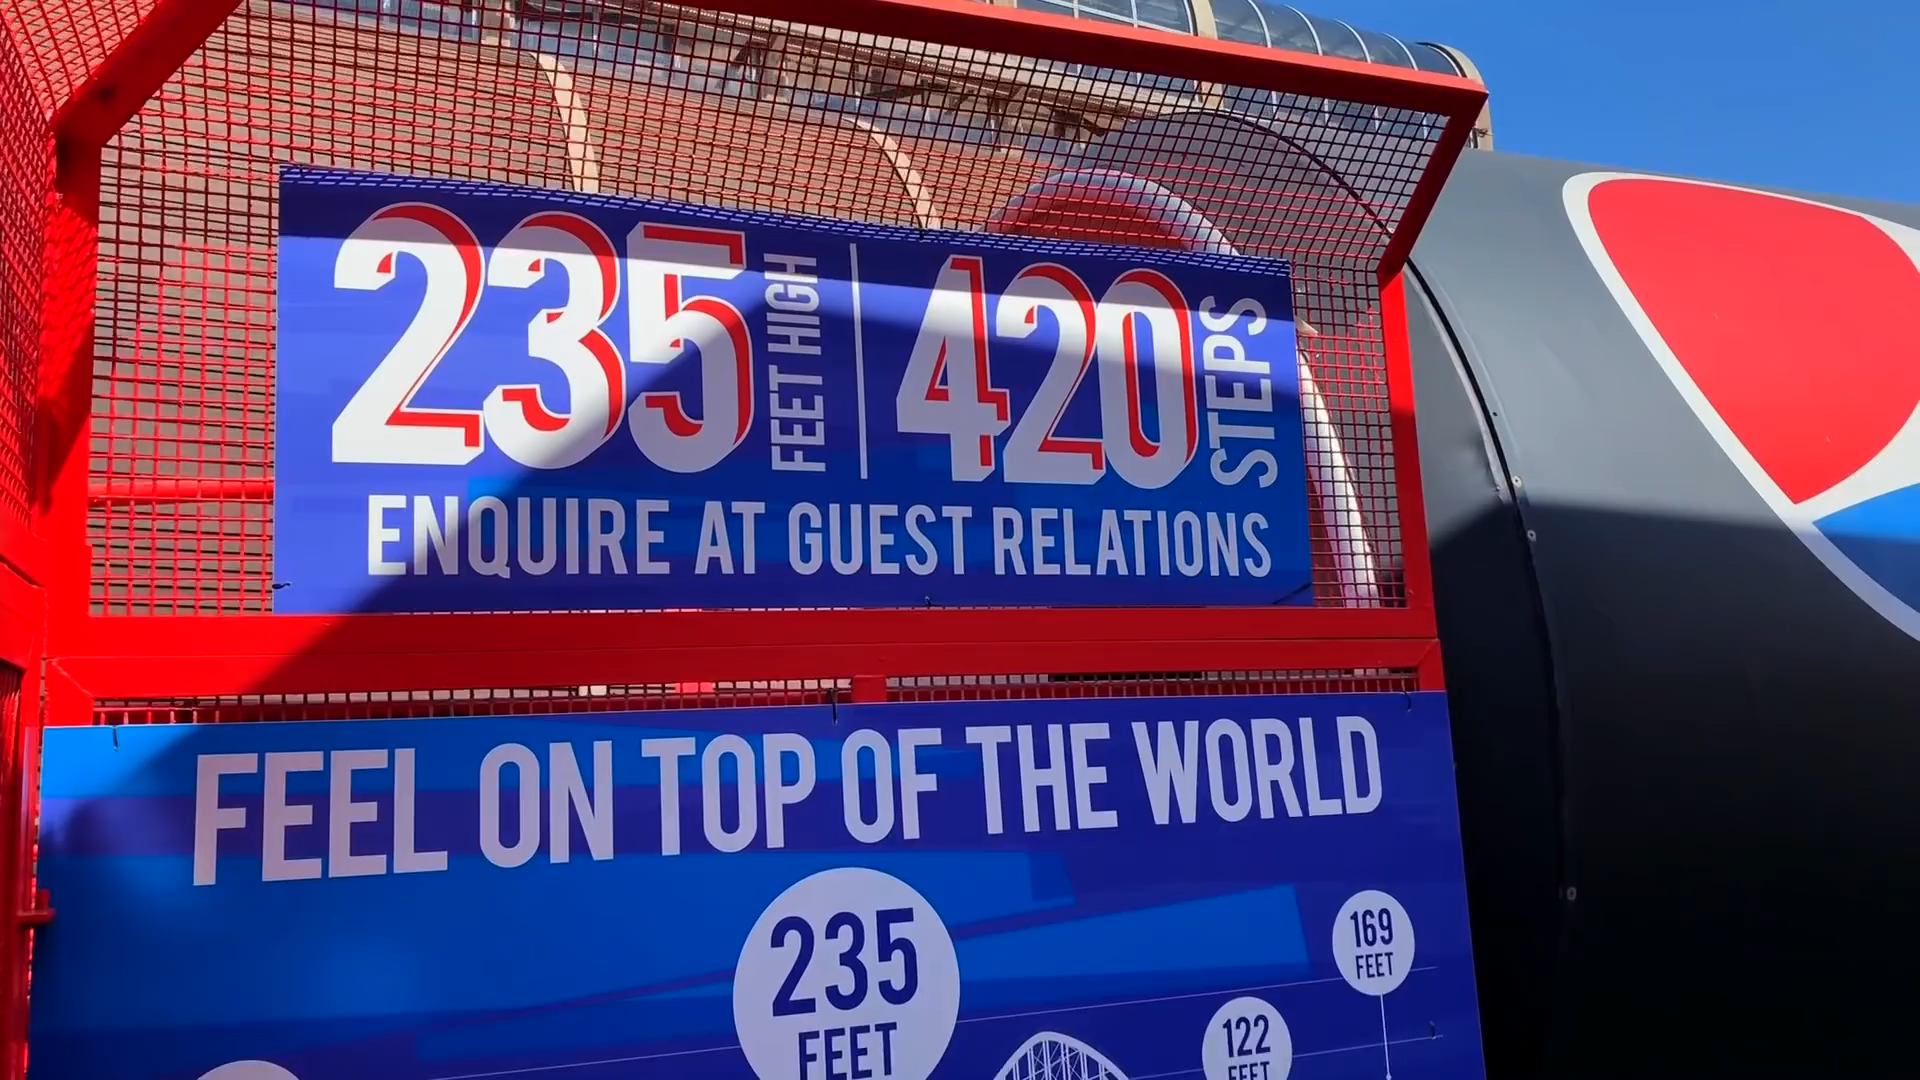 235 FEET HIGH 420 STEPS
ENQUIRE AT GUEST RELATIONS
FEEL ON TOP OF THE WORLD
235
FEET
169
FEET
122
FEET